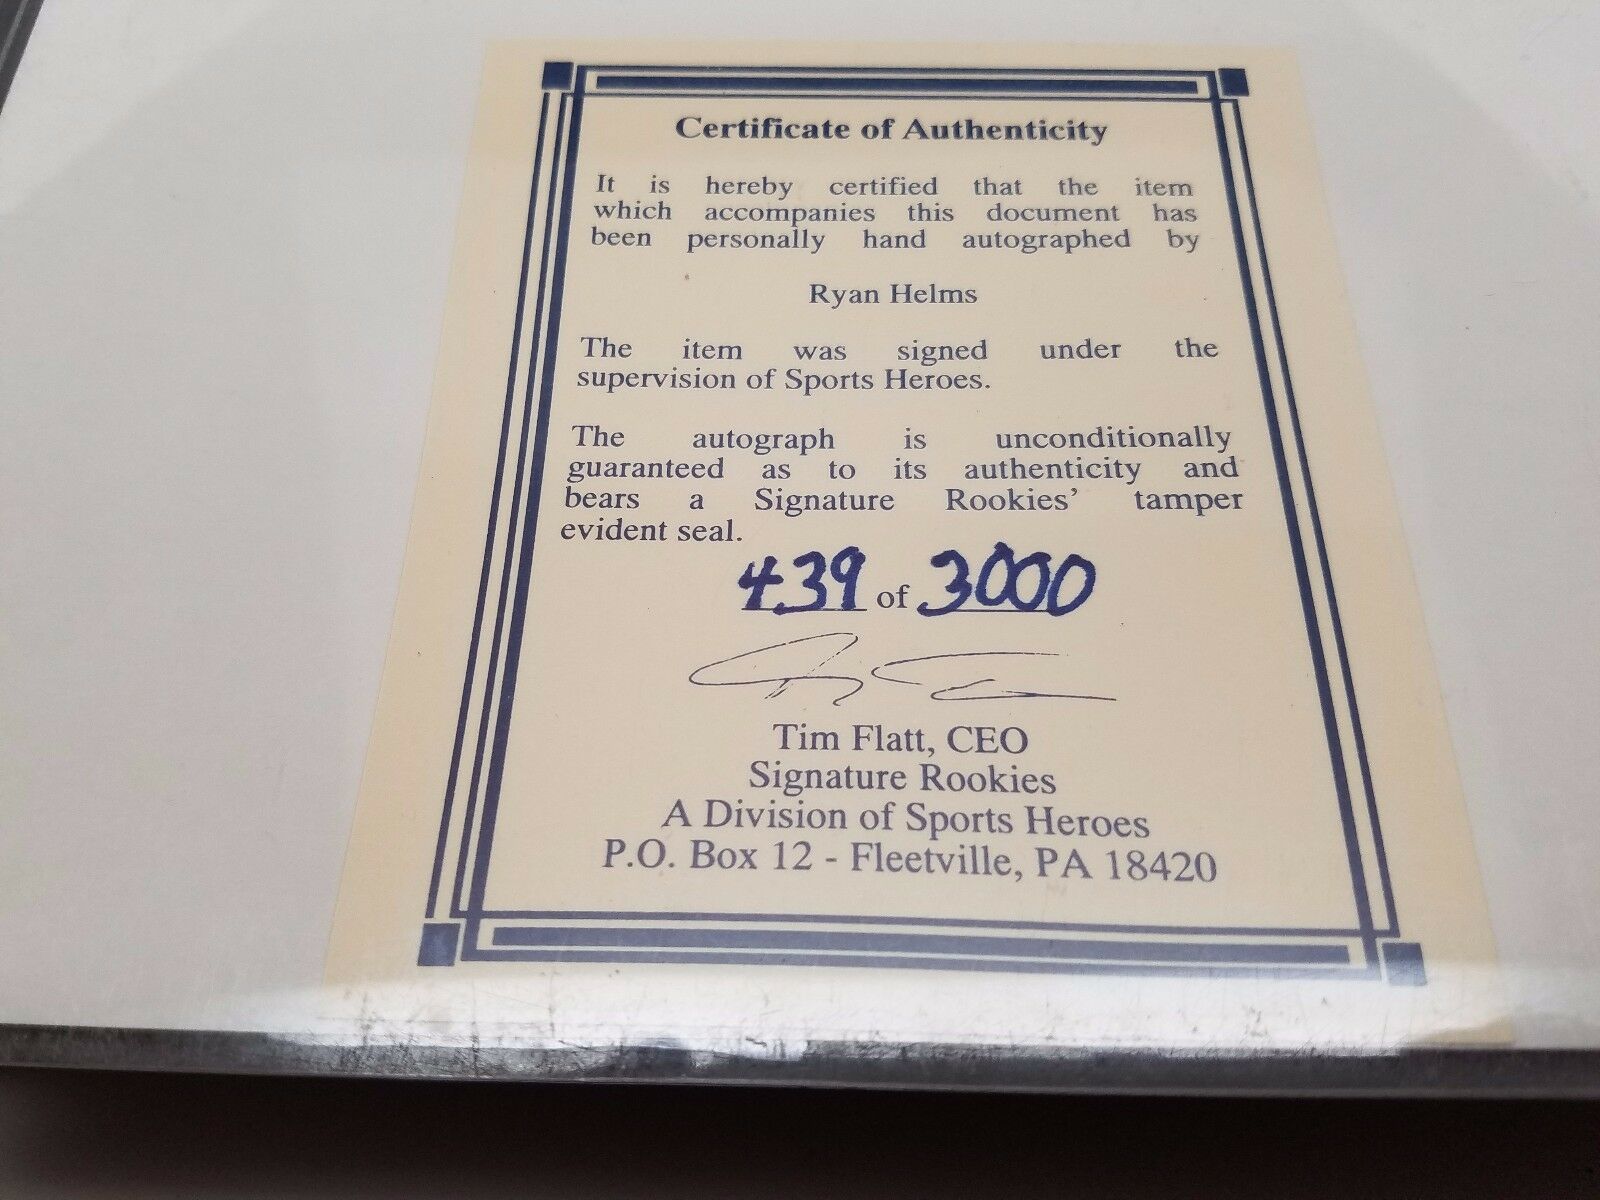 Certificate of Authenticity
It is hereby certified that the item
which accompanies this document has
been personally hand autographed by
Ryan Helms
The item was signed under the
supervision of Sports Heroes.
The autograph is unconditionally
guaranteed as to its authenticity and
bears a Signature Rookies' tamper
evident seal.
439 of 3000
Tim Flatt, CEO
Signature Rookies
A Division of Sports Heroes
P.O. Box 12 - Fleetville, PA 18420